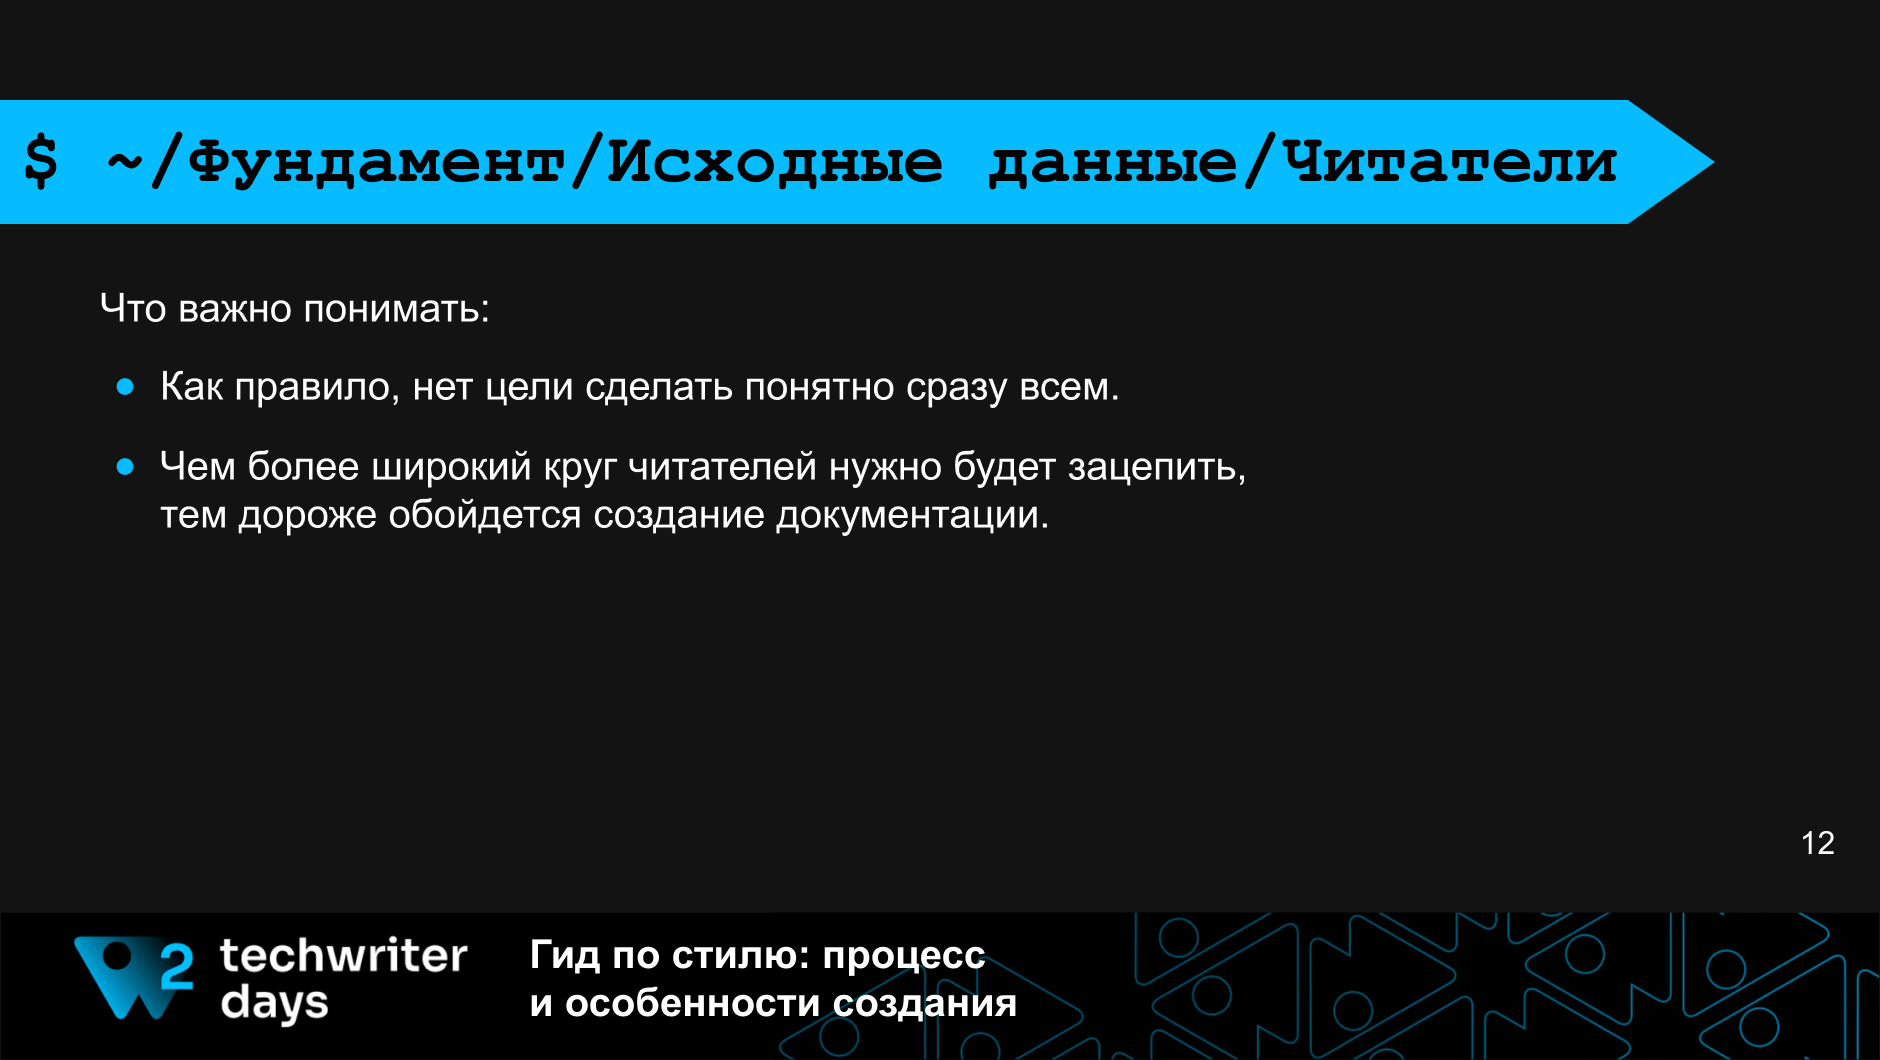 $ ~/Фундамент/Исходные данные/Читатели
Что важно понимать:
● Как правило, нет цели сделать понятно сразу всем.
● Чем более широкий круг читателей нужно будет зацепить,
тем дороже обойдется создание документации.
12
2 techwriter
days
Гид по стилю: процесс
и особенности создания